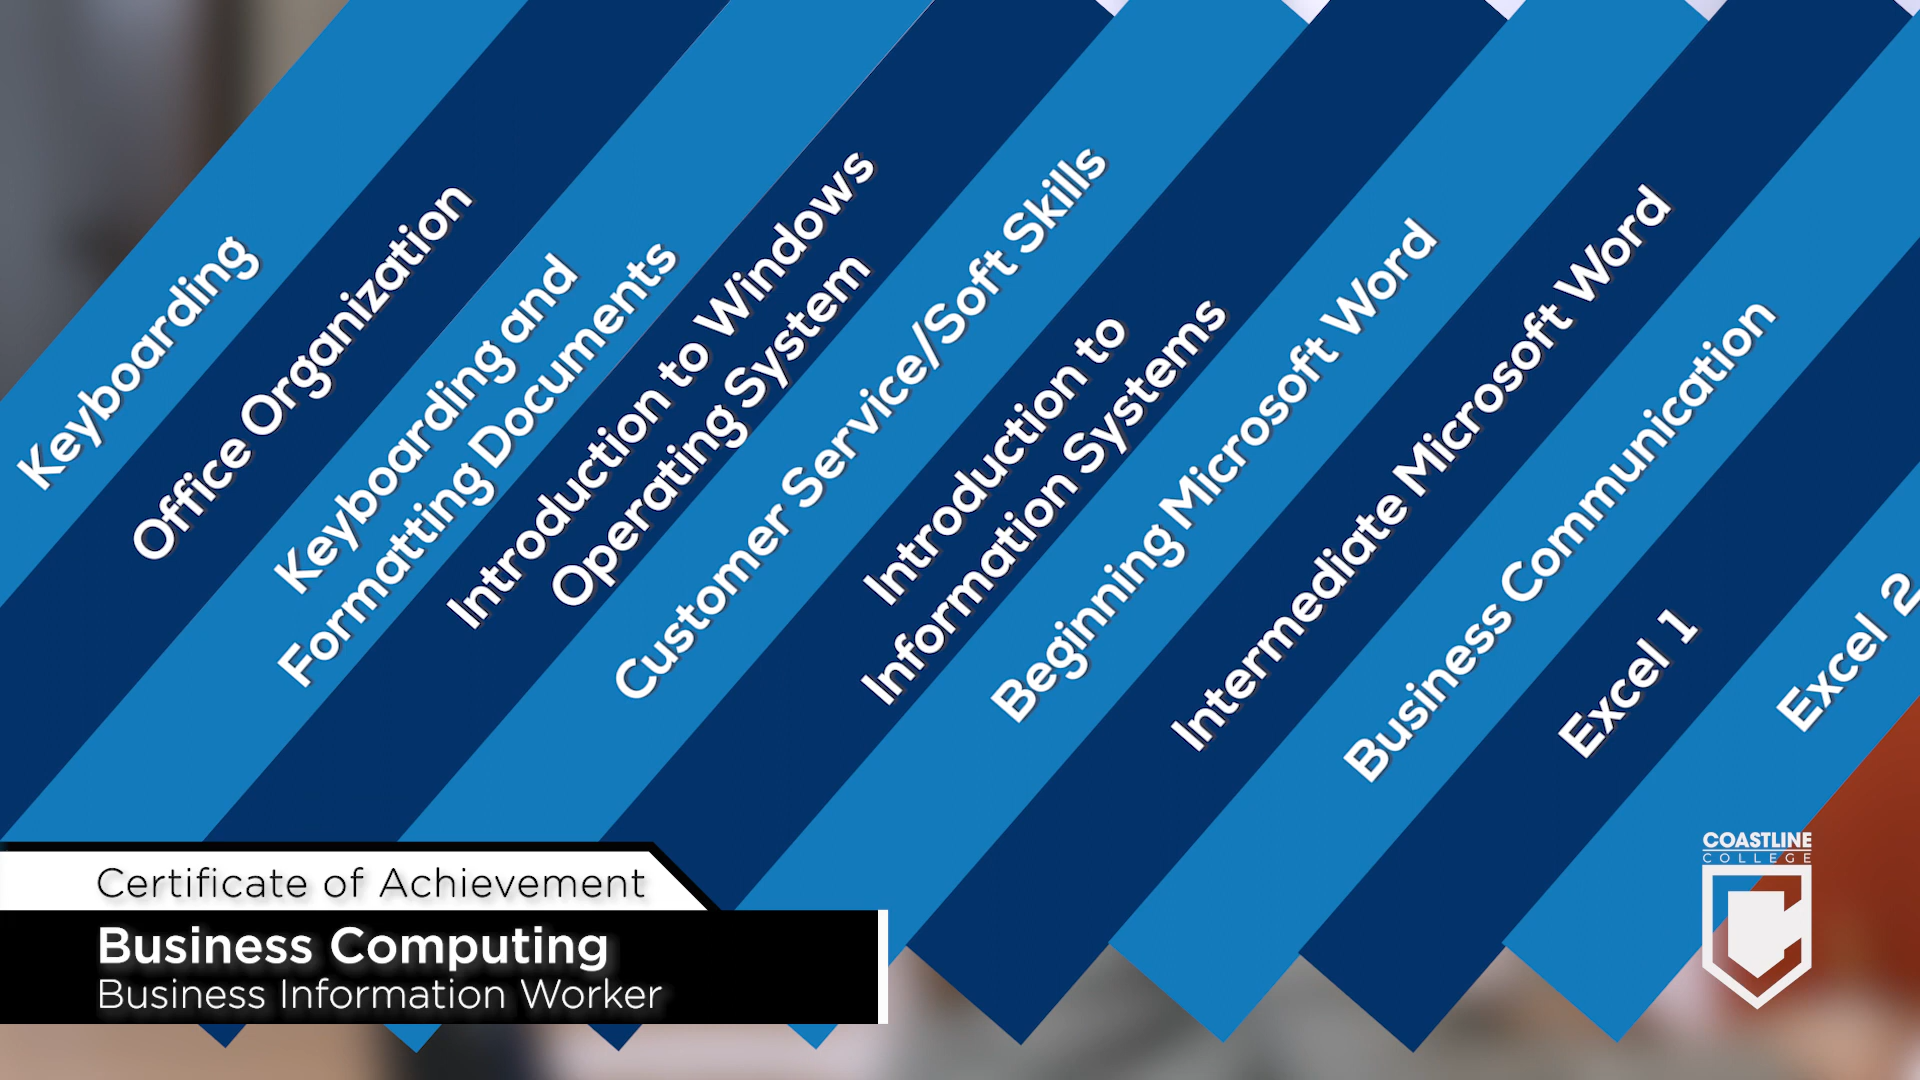 Keyboarding
Office Organization
Keyboarding and
Formatting Documents
Introduction to Windows
Operating System
Customer Service/Soft Skills
Introduction to
Information Systems
Beginning Microsoft Word
Intermediate Microsoft Word
Business Communication
Excel 1
Excel 2
Certificate of Achievement
Business Computing
Business Information Worker
COASTLINE
COLLEGE